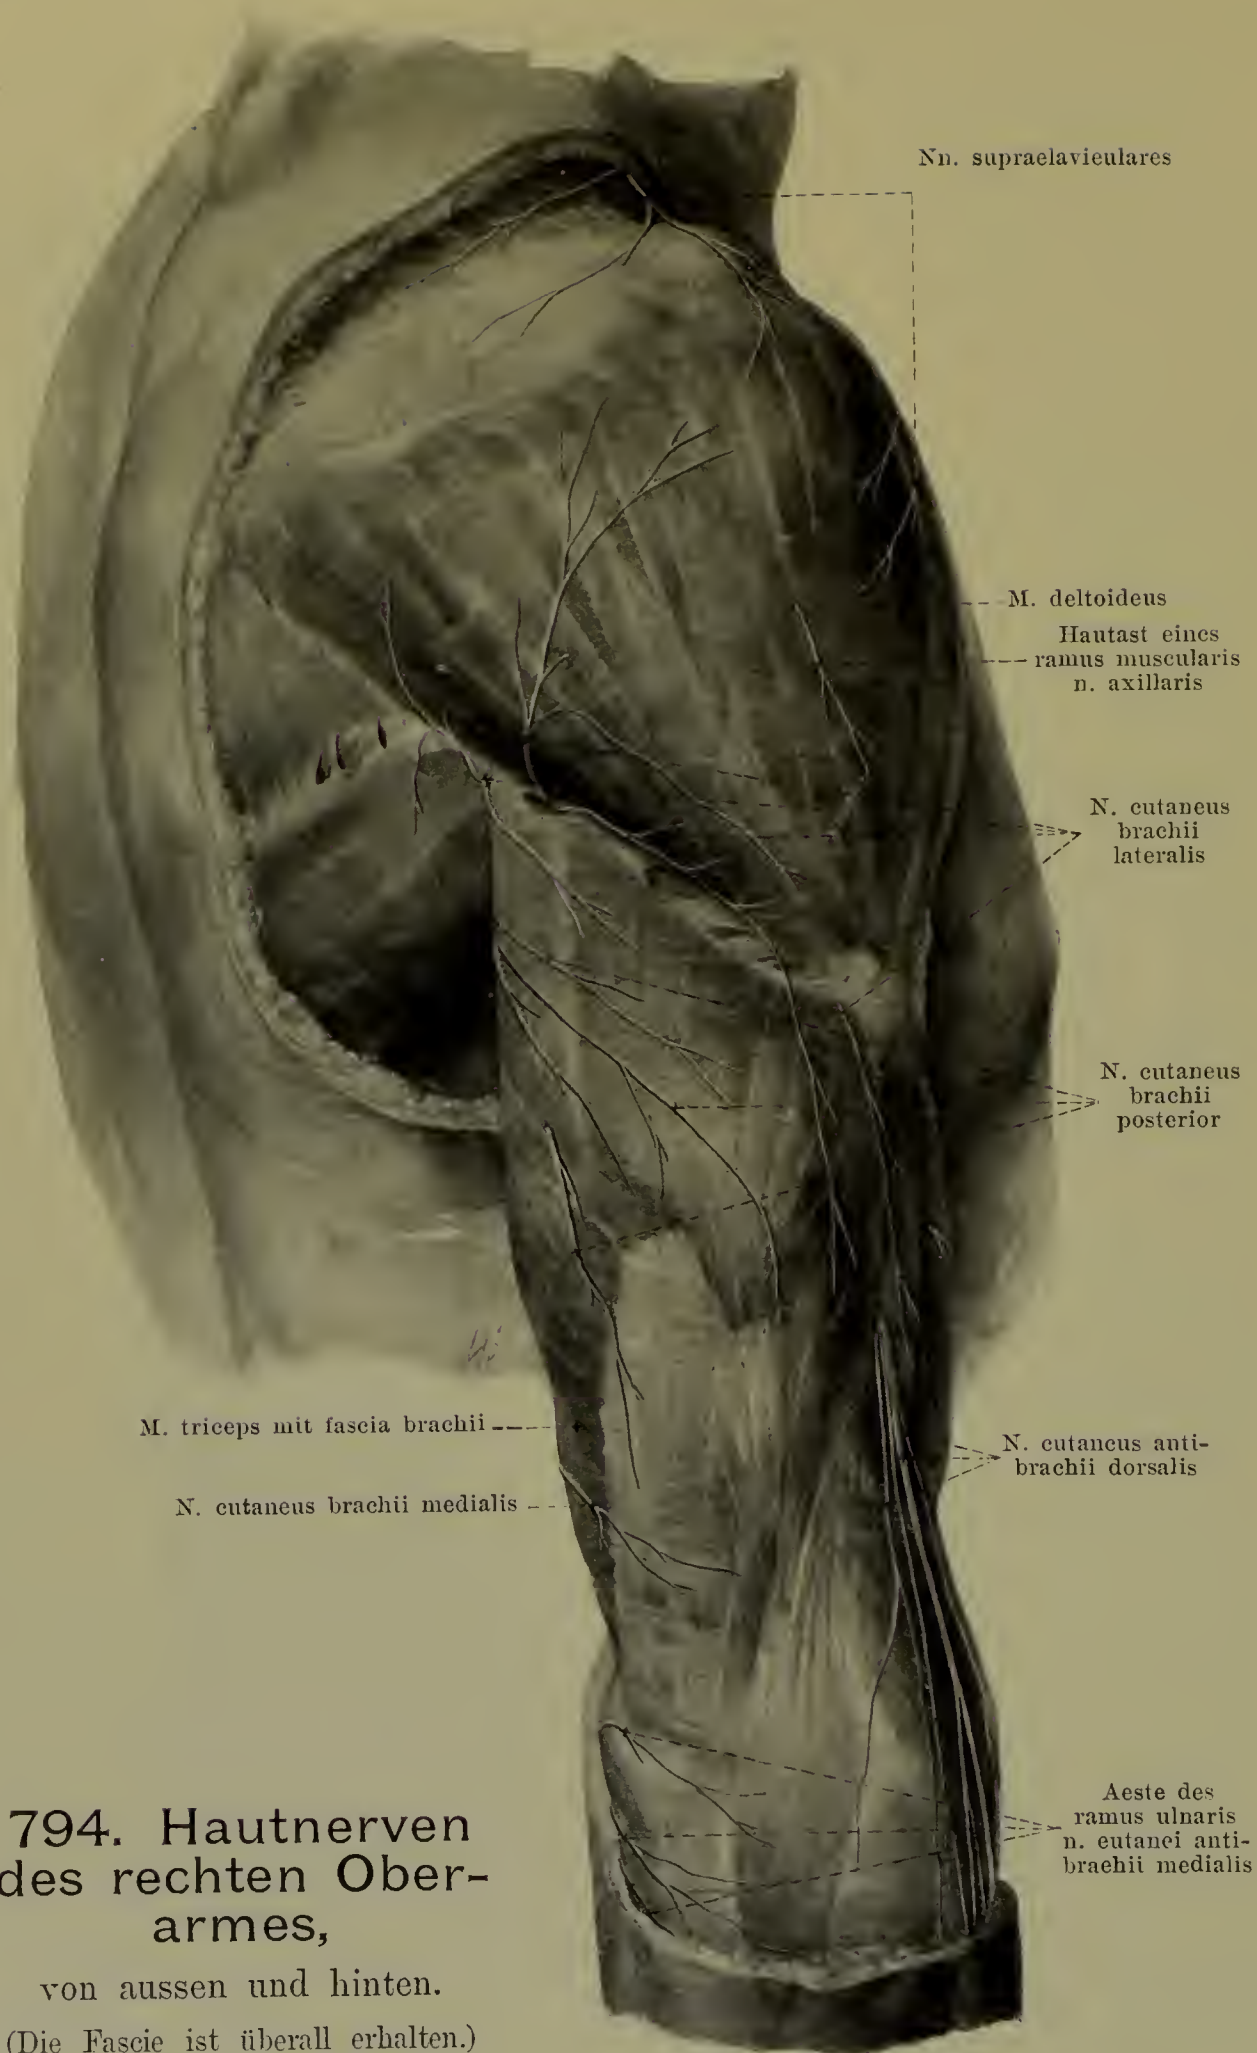 Nn. supraclaviculares
M. deltoideus
Hautast eines
ramus muscularis
n. axillaris
N. cutaneus
brachii
lateralis
N. cutaneus
brachii
posterior
M. triceps mit fascia brachii
N. cutaneus anti-
brachii dorsalis
N. cutaneus brachii medialis
Aeste des
ramus ulnaris
n. cutanei anti-
brachii medialis
794. Hautnerven
des rechten Ober-
armes,
von aussen und hinten.
(Die Fascie ist überall erhalten.)